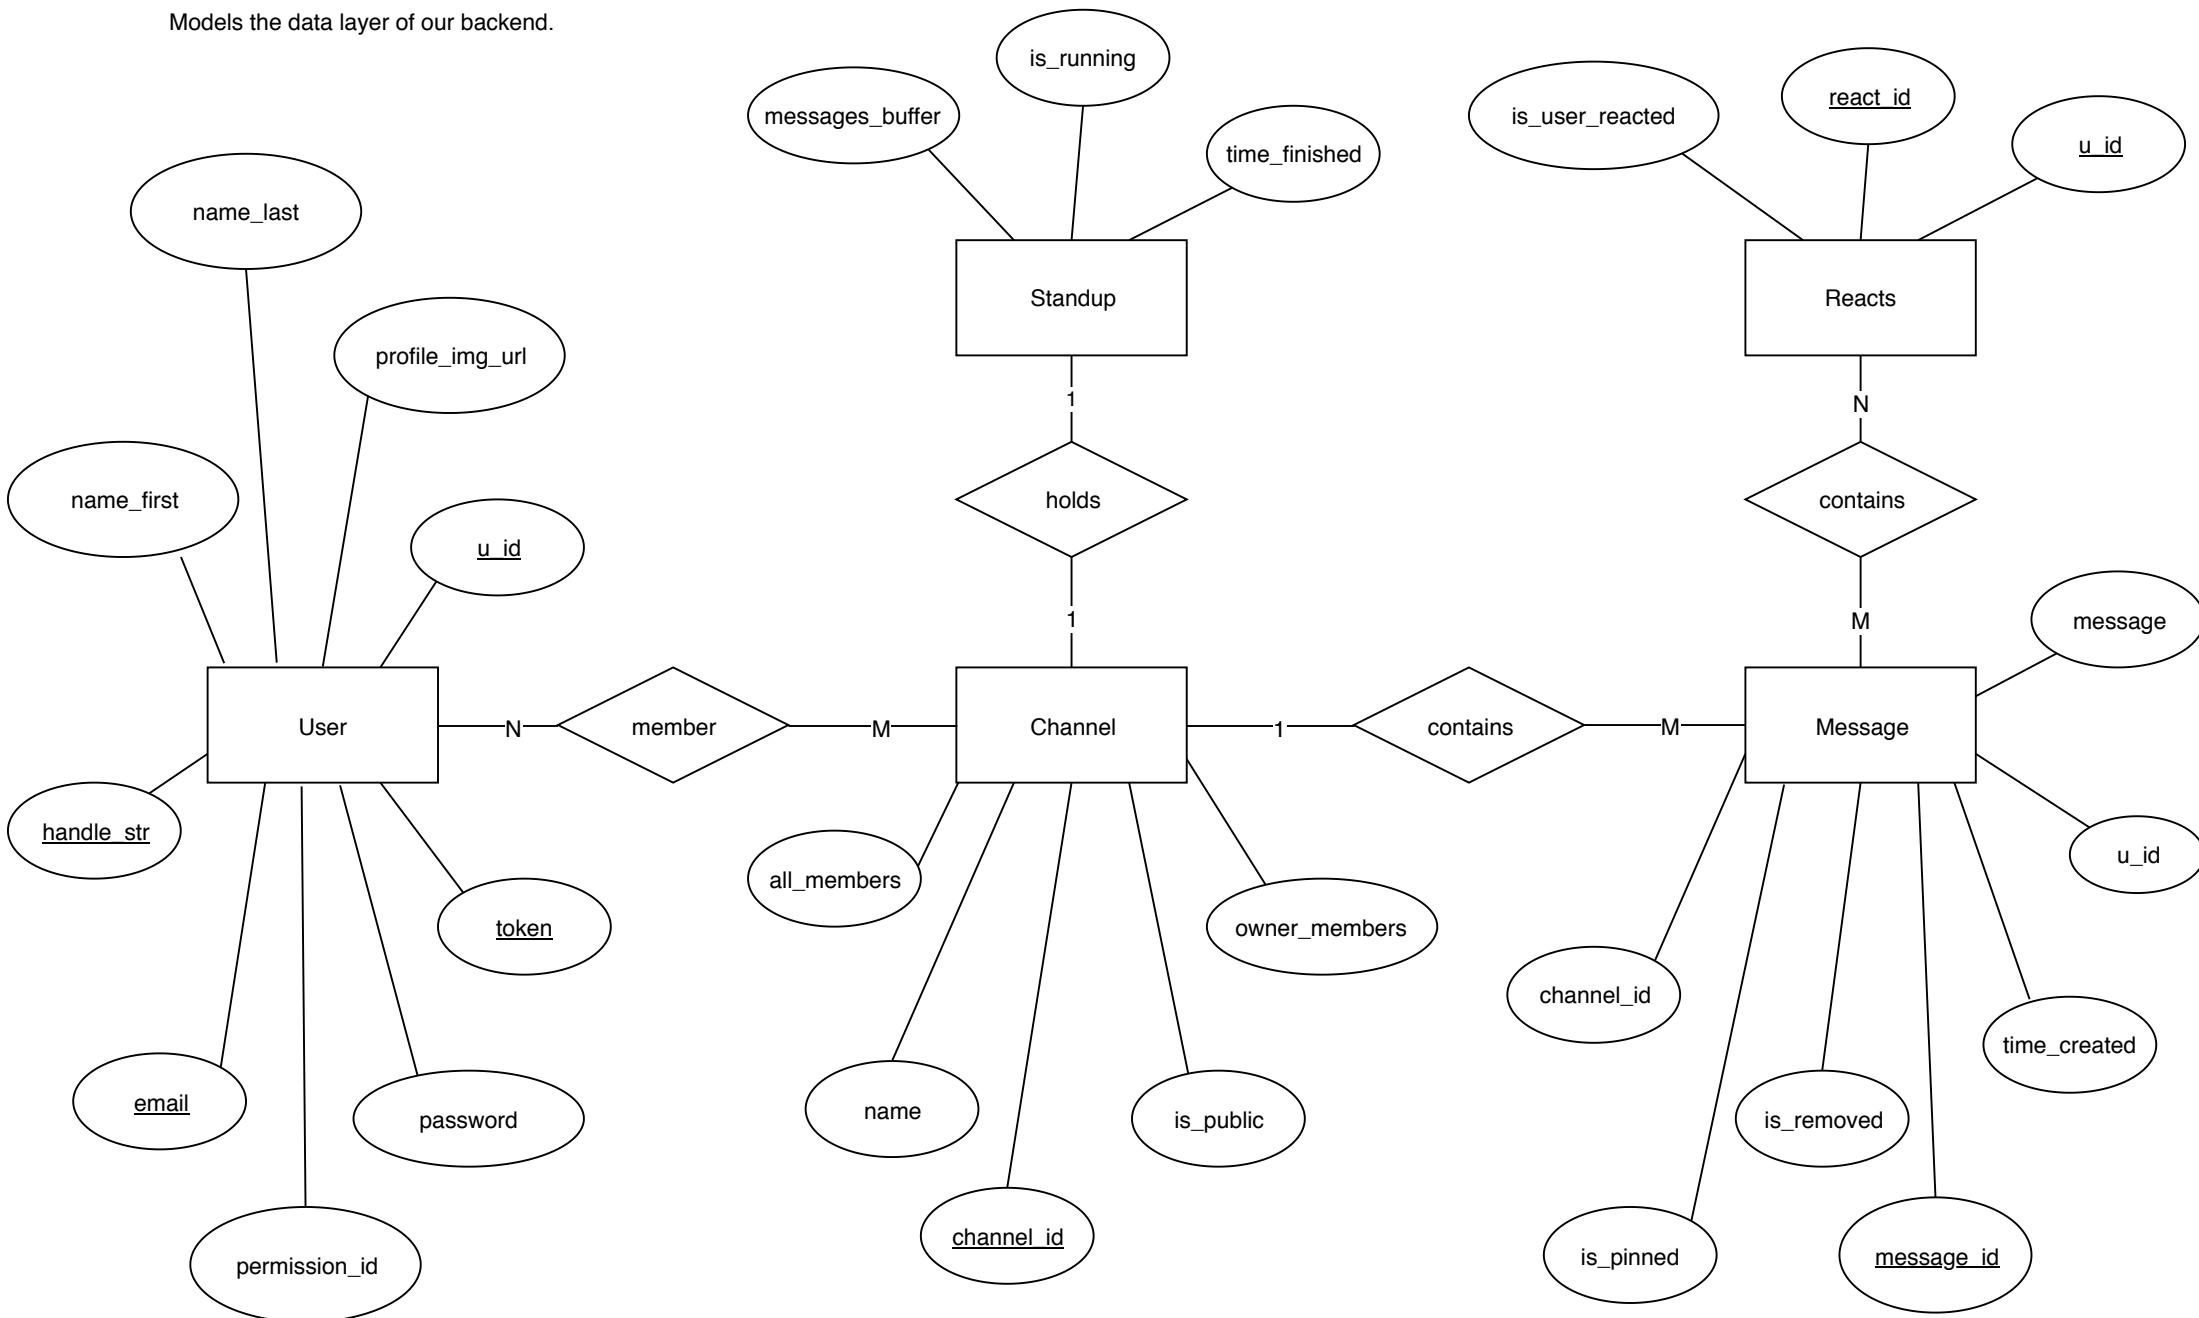 Models the data layer of our backend.
is_running
messages_buffer
time_finished
is_user_reacted
react_id
u_id
name_last
profile_img_url
name_first
u_id
Standup
Reacts
1
N
holds
contains
1
M
message
User
N
member
M
Channel
1
contains
M
Message
handle_str
token
email
password
permission_id
all_members
owner_members
name
is_public
channel_id
u_id
channel_id
time_created
is_removed
is_pinned
message_id